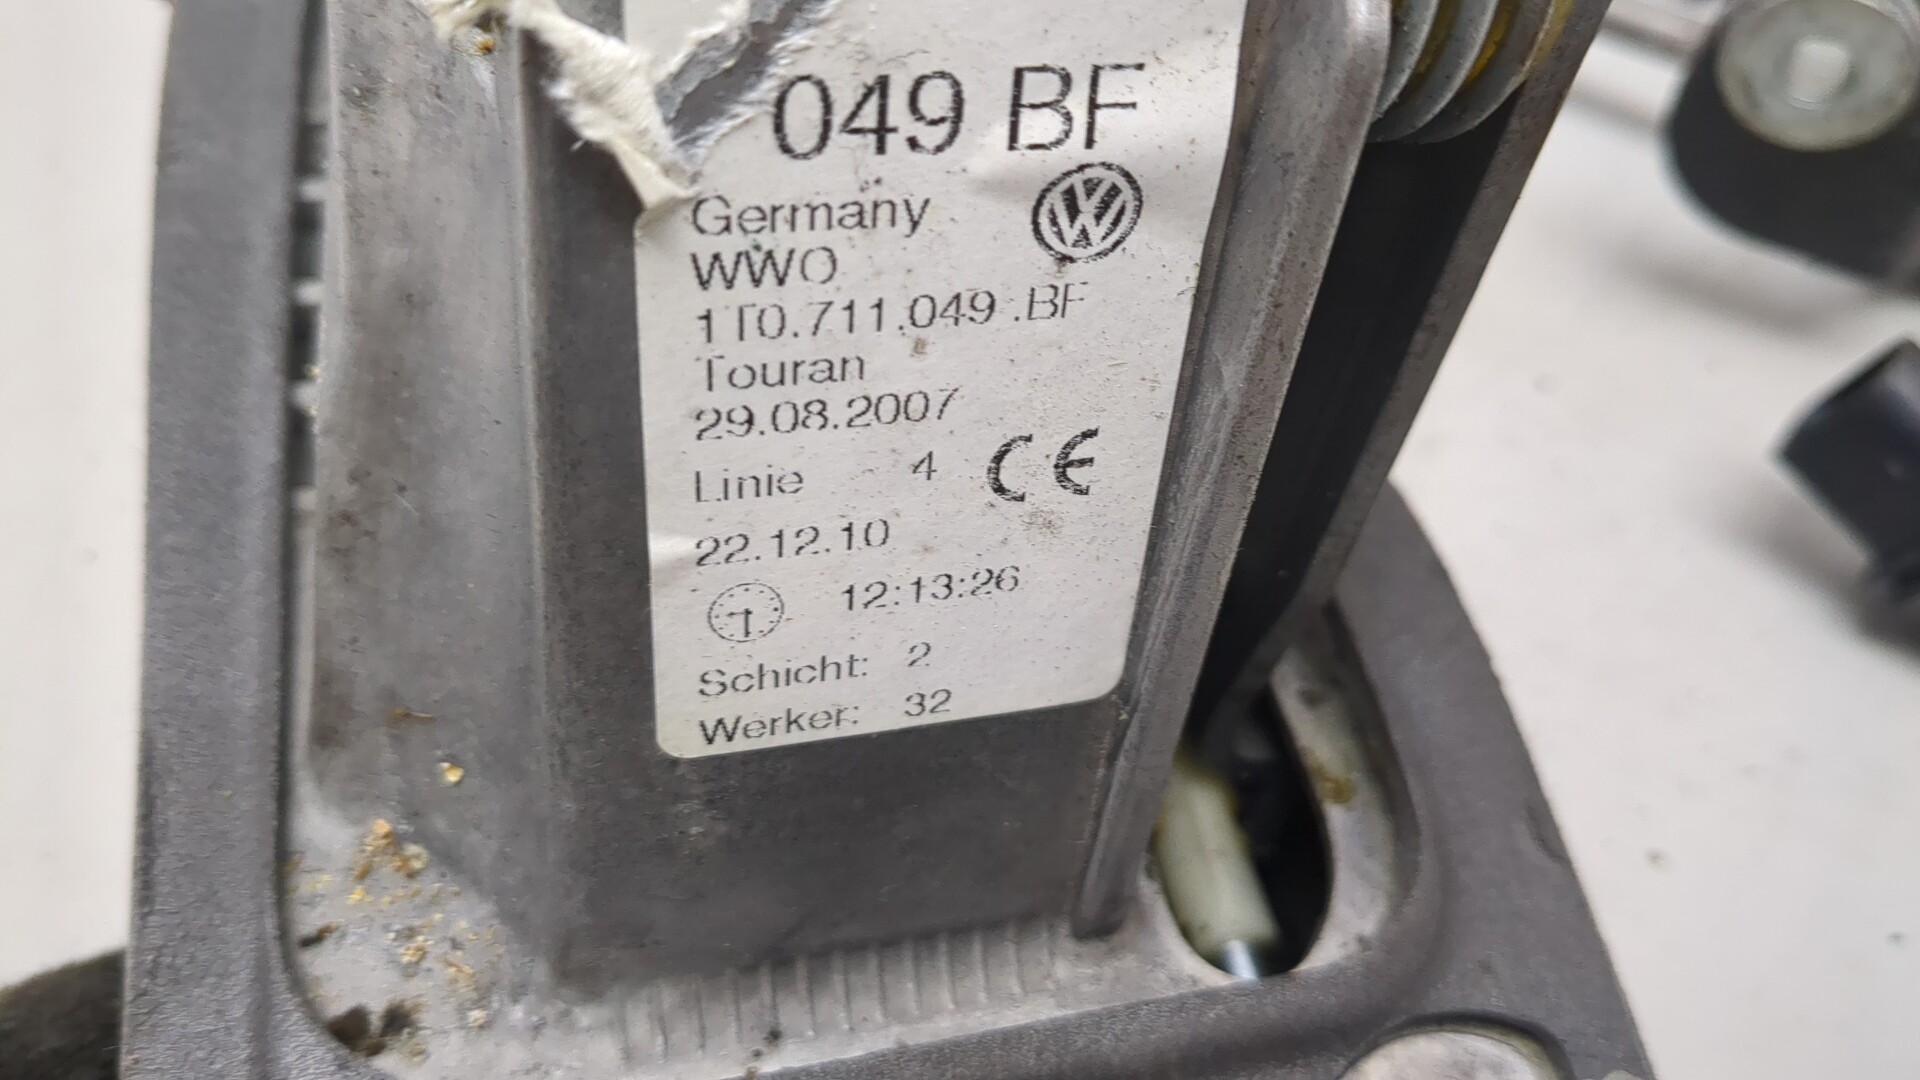 049 BF
Germany
WWO
1T0.711.049 .BF
Touran
29.08.2007
Linie 4 CE
22.12.10
12:13:26
Schicht: 2
Werker: 32